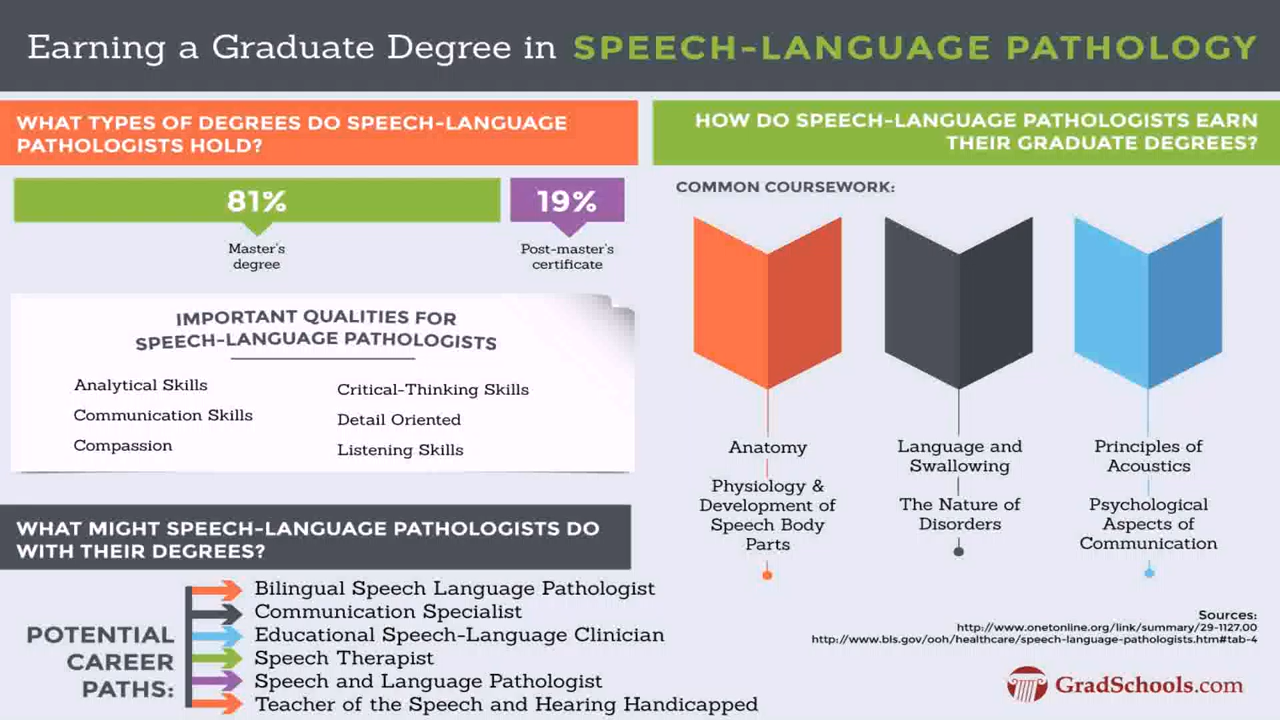 Earning a Graduate Degree in SPEECH-LANGUAGE PATHOLOGY
WHAT TYPES OF DEGREES DO SPEECH-LANGUAGE
PATHOLOGISTS HOLD?
81%
19%
Master's
degree
Post-master's
certificate
IMPORTANT QUALITIES FOR
SPEECH-LANGUAGE PATHOLOGISTS
Analytical Skills
Communication Skills
Compassion
Critical-Thinking Skills
Detail Oriented
Listening Skills
WHAT MIGHT SPEECH-LANGUAGE PATHOLOGISTS DO
WITH THEIR DEGREES?
POTENTIAL
CAREER
PATHS:
Bilingual Speech Language Pathologist
Communication Specialist
Educational Speech-Language Clinician
Speech Therapist
Speech and Language Pathologist
Teacher of the Speech and Hearing Handicapped
HOW DO SPEECH-LANGUAGE PATHOLOGISTS EARN
THEIR GRADUATE DEGREES?
COMMON COURSEWORK:
Anatomy
Physiology &
Development of
Speech Body
Parts
Language and
Swallowing
The Nature of
Disorders
Principles of
Acoustics
Psychological
Aspects of
Communication
Sources:
http://www.onetonline.org/link/summary/29-1127.00
http://www.bls.gov/ooh/healthcare/speech-language-pathologists.htm#tab-4
GradSchools.com